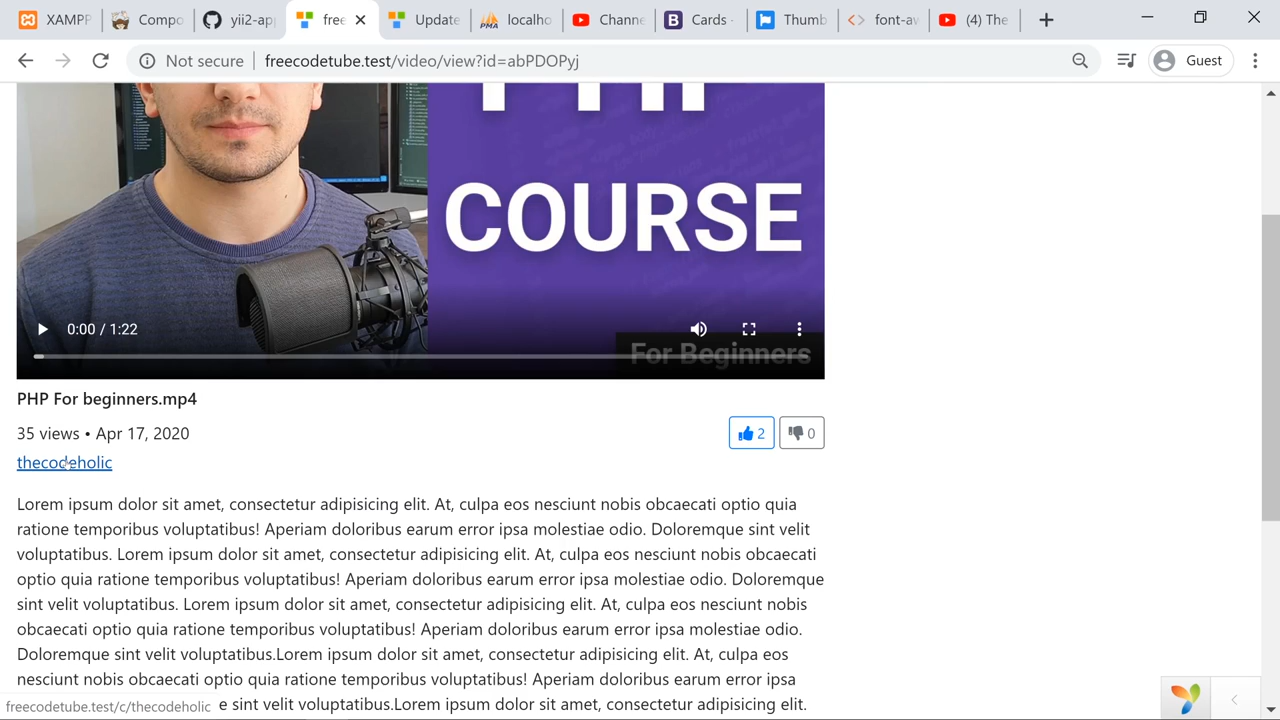 XAMPP
Compo
yii2-app
free
Update
localho
Channe
Cards -
Thumb
font-aw
(4) The
Not secure
freecodetube.test/video/view?id=abPDOPyj
Guest
COURSE
For Beginners
0:00 / 1:22
PHP For beginners.mp4
35 views • Apr 17, 2020
2
0
thecodeholic
Lorem ipsum dolor sit amet, consectetur adipisicing elit. At, culpa eos nesciunt nobis obcaecati optio quia
ratione temporibus voluptatibus! Aperiam doloribus earum error ipsa molestiae odio. Doloremque sint velit
voluptatibus. Lorem ipsum dolor sit amet, consectetur adipisicing elit. At, culpa eos nesciunt nobis obcaecati
optio quia ratione temporibus voluptatibus! Aperiam doloribus earum error ipsa molestiae odio. Doloremque
sint velit voluptatibus. Lorem ipsum dolor sit amet, consectetur adipisicing elit. At, culpa eos nesciunt nobis
obcaecati optio quia ratione temporibus voluptatibus! Aperiam doloribus earum error ipsa molestiae odio.
Doloremque sint velit voluptatibus.Lorem ipsum dolor sit amet, consectetur adipisicing elit. At, culpa eos
nesciunt nobis obcaecati optio quia ratione temporibus voluptatibus! Aperiam doloribus earum error ipsa
e sint velit voluptatibus.Lorem ipsum dolor sit amet, consectetur adipisicing elit.
freecodetube.test/c/thecodeholic